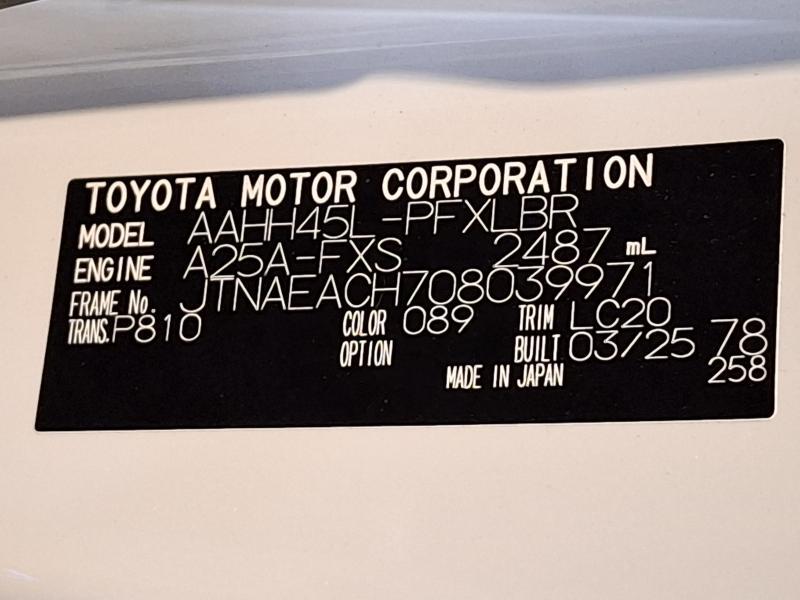 TOYOTA MOTOR CORPORATION
MODEL AAHH45L-PFXLBR
ENGINE A25A-FXS 2487 mL
FRAME No. JTNAEACH708039971
TRANS. P810 COLOR 089 TRIM LC20
OPTION BUILT 03/25 78
MADE IN JAPAN 258